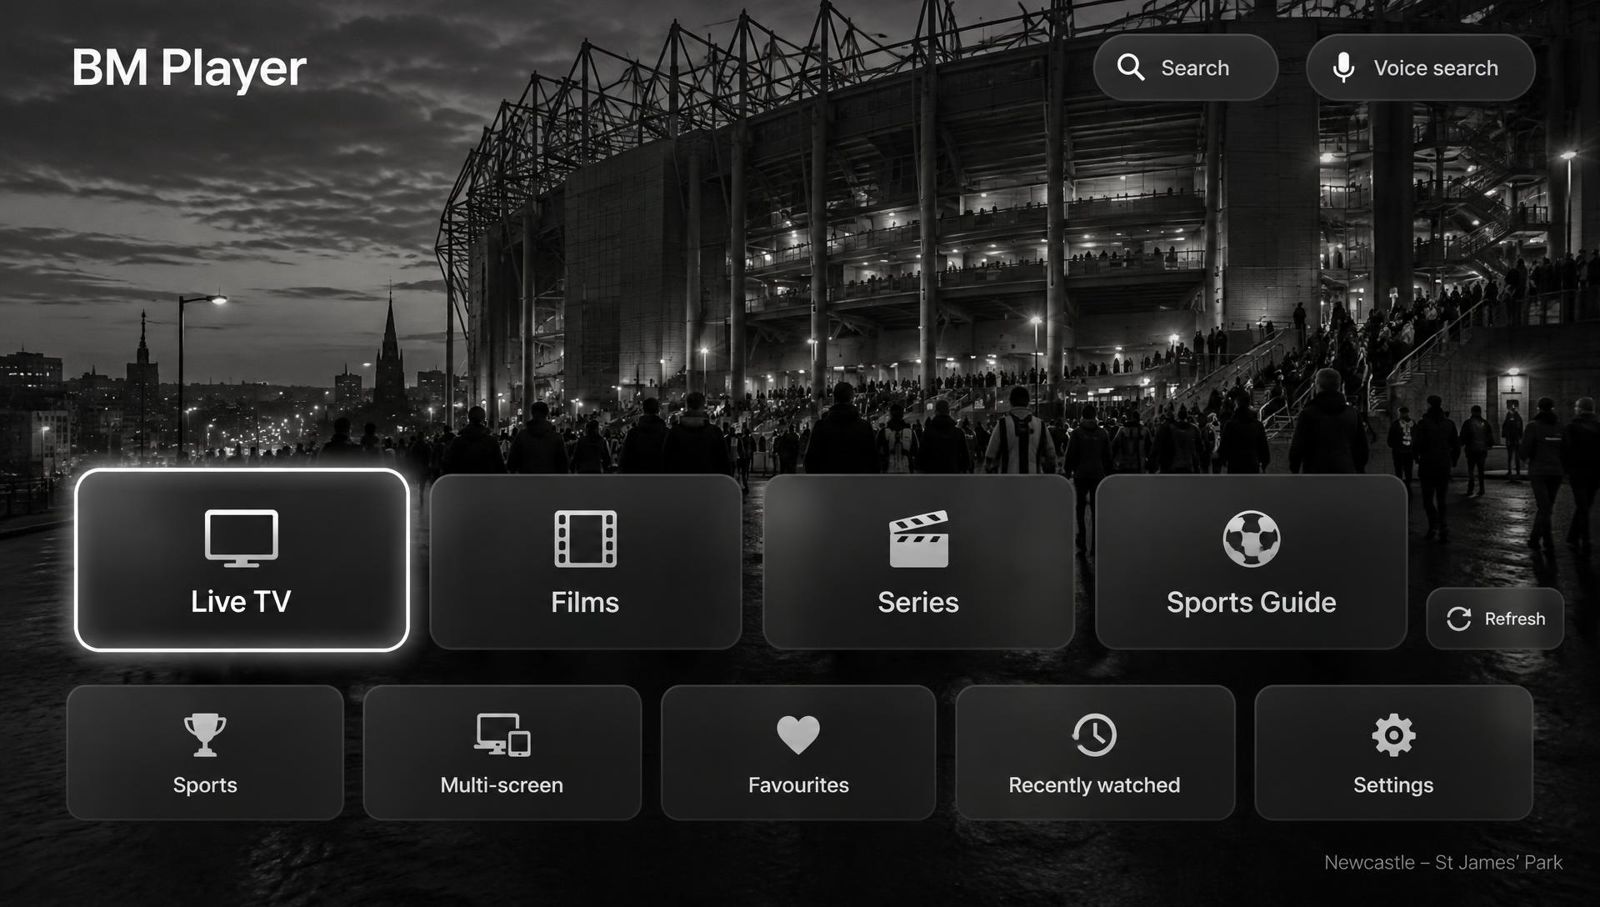 BM Player
Search
Voice search
Live TV
Films
Series
Sports Guide
Refresh
Sports
Multi-screen
Favourites
Recently watched
Settings
Newcastle – St James’ Park